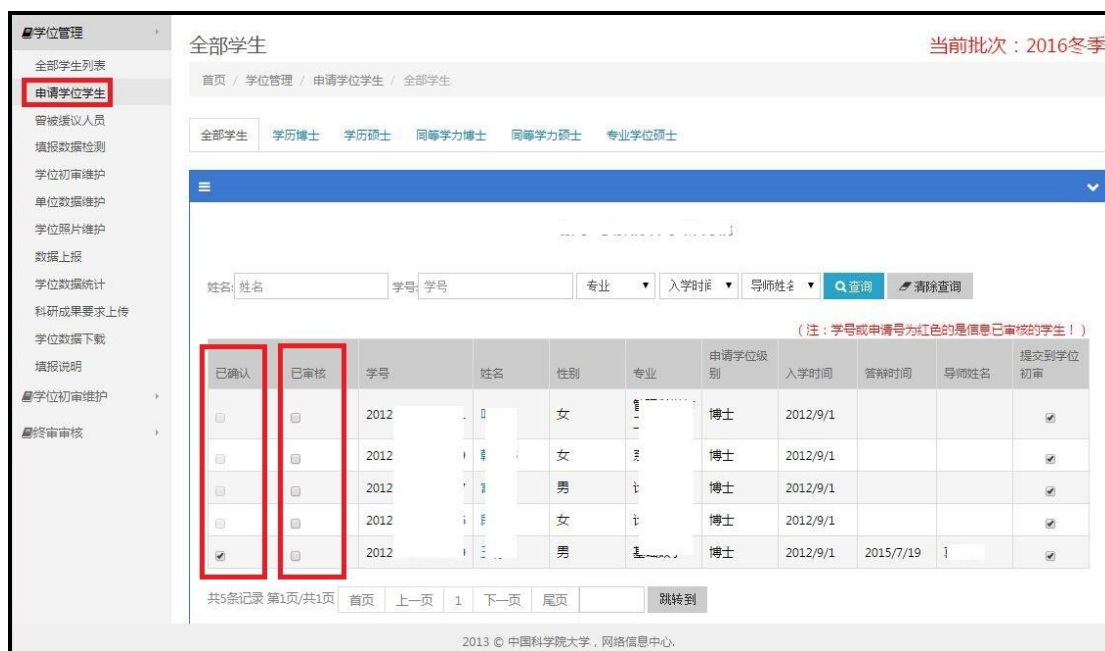 学位管理
全部学生列表
申请学位学生
曾被缓议人员
填报数据检测
学位初审维护
单位数据维护
学位照片维护
数据上报
学位数据统计
科研成果要求上传
学位数据下载
填报说明
学位初审维护
终审审核
全部学生
当前批次：2016冬季
首页 / 学位管理 / 申请学位学生 / 全部学生
全部学生 学历博士 学历硕士 同等学力博士 同等学力硕士 专业学位硕士
姓名: 姓名 学号: 学号 专业 入学时间 导师姓名 查询 清除查询
（注：学号或申请号为红色的是信息已审核的学生！）
已确认 已审核 学号 姓名 性别 专业 申请学位级别 入学时间 答辩时间 导师姓名 提交到学位初审
2012 女 博士 2012/9/1
2012 女 博士 2012/9/1
2012 男 博士 2012/9/1
2012 女 博士 2012/9/1
2012 男 博士 2012/9/1 2015/7/19
共5条记录 第1页/共1页 首页 上一页 1 下一页 尾页 跳转到
2013 © 中国科学院大学，网络信息中心.